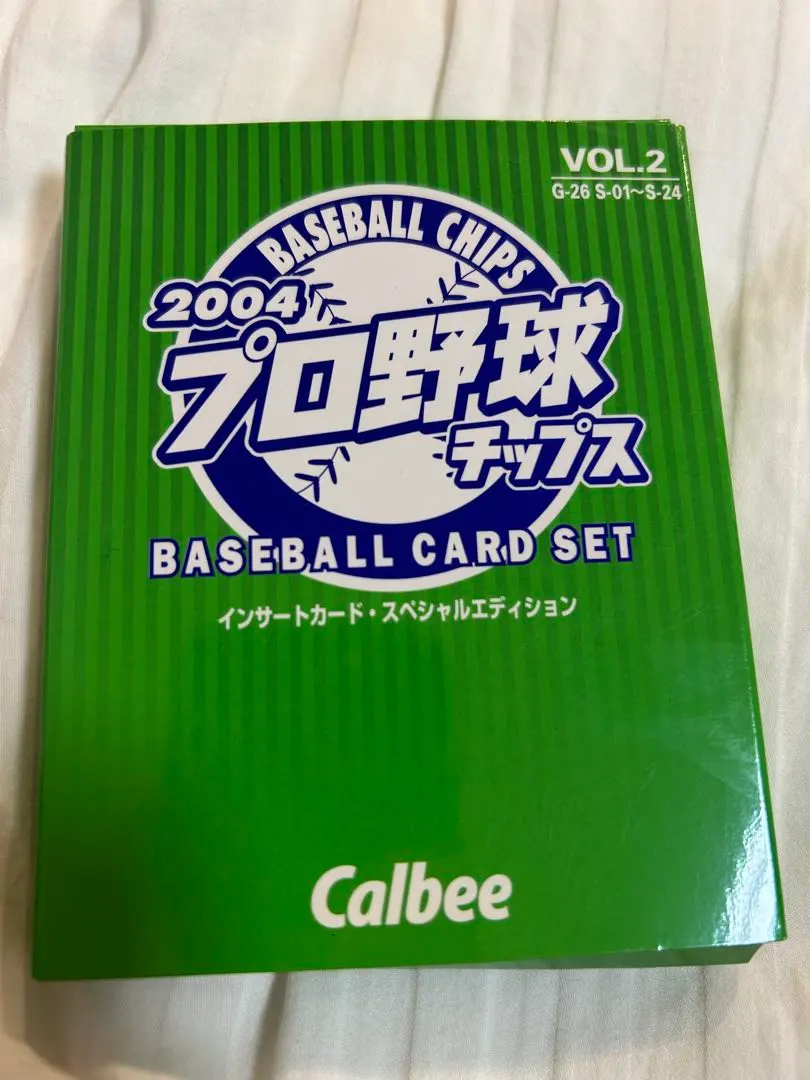 VOL.2
G-26 S-01〜S-24
BASEBALL CHIPS
2004
プロ野球
チップス
BASEBALL CARD SET
インサートカード・スペシャルエディション
Calbee